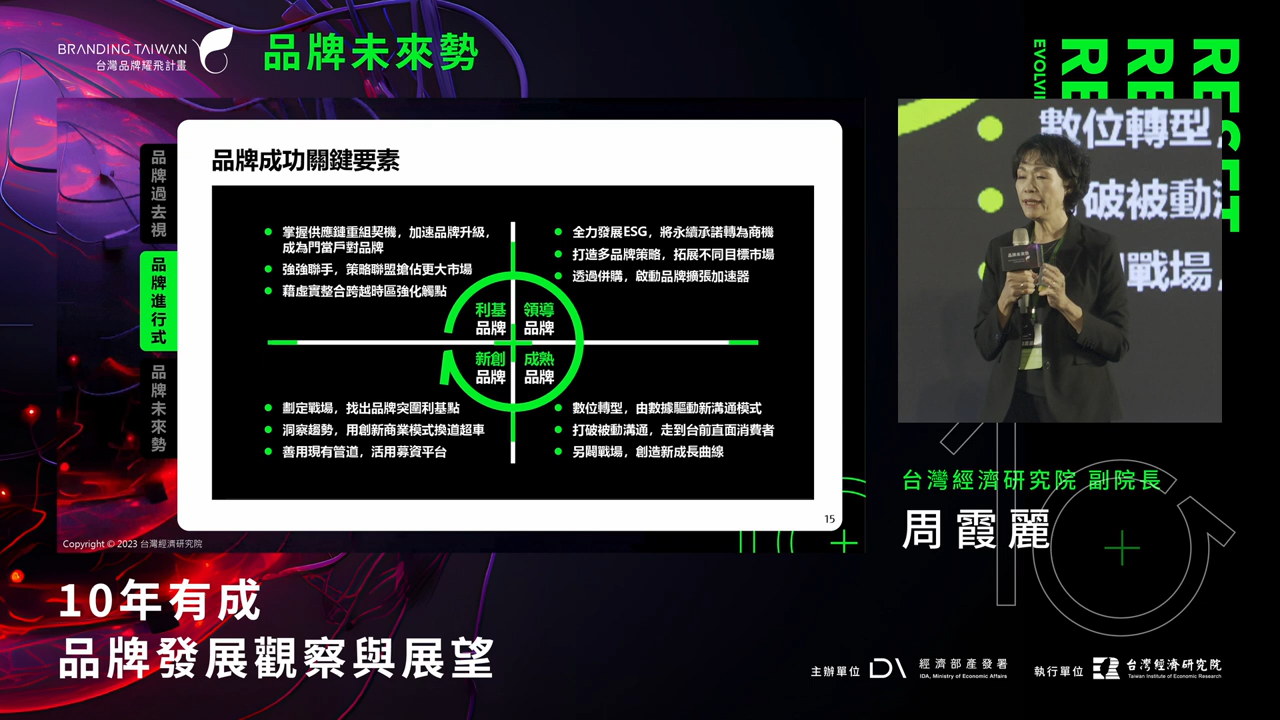 BRANDING TAIWAN
台灣品牌耀飛計畫
品牌未來勢
EVOLVI
RE
RE
RESET
品牌過去視
品牌進行式
品牌未來勢
品牌成功關鍵要素
掌握供應鏈重組契機，加速品牌升級，
成為門當戶對品牌
強強聯手，策略聯盟搶佔更大市場
藉虛實整合跨越時區強化觸點
全力發展ESG，將永續承諾轉為商機
打造多品牌策略，拓展不同目標市場
透過併購，啟動品牌擴張加速器
利基
品牌
領導
品牌
新創
品牌
成熟
品牌
劃定戰場，找出品牌突圍利基點
洞察趨勢，用創新商業模式換道超車
善用現有管道，活用募資平台
數位轉型，由數據驅動新溝通模式
打破被動溝通，走到台前直面消費者
另闢戰場，創造新成長曲線
15
Copyright © 2023 台灣經濟研究院
數位轉型
破被動
戰場，
台灣經濟研究院 副院長
周霞麗
10年有成
品牌發展觀察與展望
主辦單位
經濟部產發署
IDA, Ministry of Economic Affairs
執行單位
台灣經濟研究院
Taiwan Institute of Economic Research